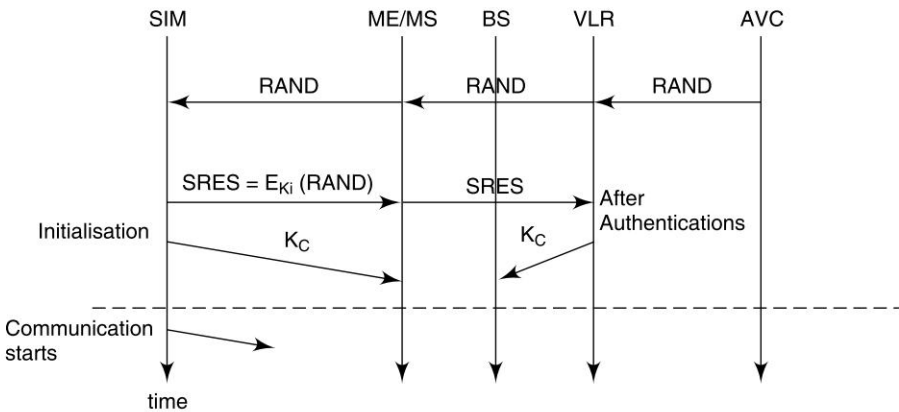 SIM ME/MS BS VLR AVC
RAND RAND RAND
SRES = E_Ki (RAND) SRES
After
Authentications
Initialisation
K_C K_C
Communication
starts
time